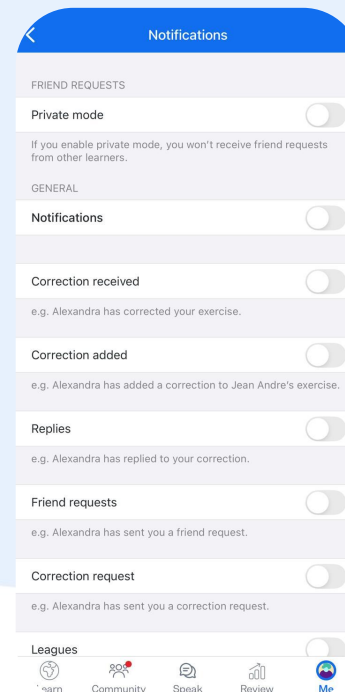 Notifications
FRIEND REQUESTS
Private mode
If you enable private mode, you won't receive friend requests
from other learners.
GENERAL
Notifications
Correction received
e.g. Alexandra has corrected your exercise.
Correction added
e.g. Alexandra has added a correction to Jean Andre's exercise.
Replies
e.g. Alexandra has replied to your correction.
Friend requests
e.g. Alexandra has sent you a friend request.
Correction request
e.g. Alexandra has sent you a correction request.
Leagues
earn Community Speak Review Me